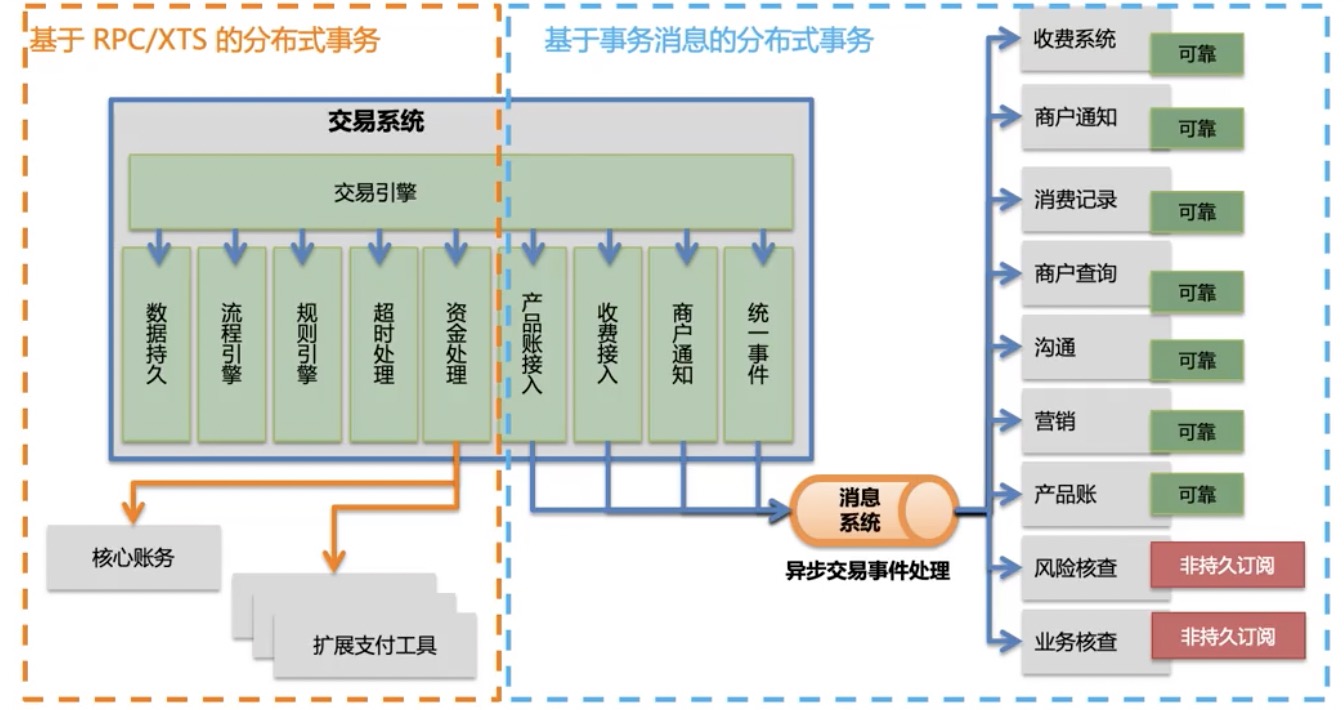 基于 RPC/XTS 的分布式事务
基于事务消息的分布式事务
交易系统
交易引擎
数据持久
流程引擎
规则引擎
超时处理
资金处理
产品账接入
收费接入
商户通知
统一事件
核心账务
扩展支付工具
消息
系统
异步交易事件处理
收费系统
可靠
商户通知
可靠
消费记录
可靠
商户查询
可靠
沟通
可靠
营销
可靠
产品账
可靠
风险核查
非持久订阅
业务核查
非持久订阅